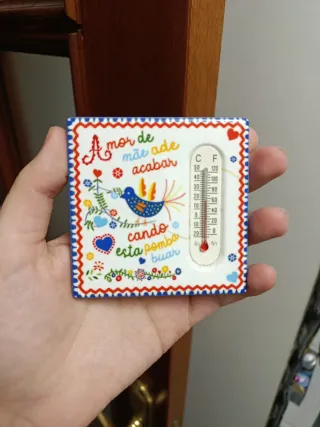 Amor de
mãe ade
acabar
cando
esta pomba
buar
C F